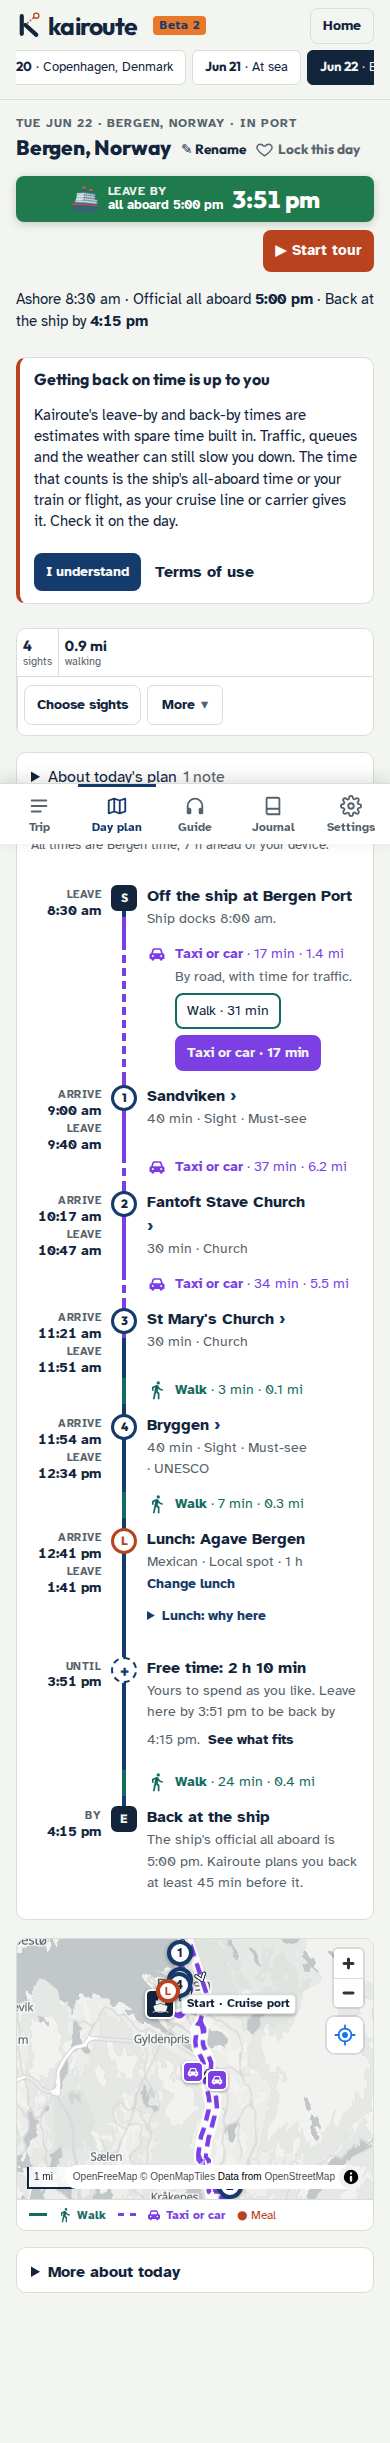 kairoute Beta 2 Home
20 · Copenhagen, Denmark Jun 21 · At sea Jun 22 · B
TUE JUN 22 · BERGEN, NORWAY · IN PORT
Bergen, Norway ✎ Rename Lock this day
LEAVE BY
all aboard 5:00 pm 3:51 pm
▶ Start tour
Ashore 8:30 am · Official all aboard 5:00 pm · Back at
the ship by 4:15 pm
Getting back on time is up to you
Kairoute's leave-by and back-by times are
estimates with spare time built in. Traffic, queues
and the weather can still slow you down. The time
that counts is the ship's all-aboard time or your
train or flight, as your cruise line or carrier gives
it. Check it on the day.
I understand Terms of use
4 0.9 mi
sights walking
Choose sights More ▾
▶ About today's plan 1 note
Trip Day plan Guide Journal Settings
All times are Bergen time, 7 h ahead of your device.
LEAVE
8:30 am
S
Off the ship at Bergen Port
Ship docks 8:00 am.
Taxi or car · 17 min · 1.4 mi
By road, with time for traffic.
Walk · 31 min
Taxi or car · 17 min
ARRIVE
9:00 am
LEAVE
9:40 am
1
Sandviken ›
40 min · Sight · Must-see
Taxi or car · 37 min · 6.2 mi
ARRIVE
10:17 am
LEAVE
10:47 am
2
Fantoft Stave Church
›
30 min · Church
Taxi or car · 34 min · 5.5 mi
ARRIVE
11:21 am
LEAVE
11:51 am
3
St Mary's Church ›
30 min · Church
Walk · 3 min · 0.1 mi
ARRIVE
11:54 am
LEAVE
12:34 pm
4
Bryggen ›
40 min · Sight · Must-see
· UNESCO
Walk · 7 min · 0.3 mi
ARRIVE
12:41 pm
LEAVE
1:41 pm
L
Lunch: Agave Bergen
Mexican · Local spot · 1 h
Change lunch
▶ Lunch: why here
UNTIL
3:51 pm
+
Free time: 2 h 10 min
Yours to spend as you like. Leave
here by 3:51 pm to be back by
4:15 pm. See what fits
Walk · 24 min · 0.4 mi
BY
4:15 pm
E
Back at the ship
The ship's official all aboard is
5:00 pm. Kairoute plans you back
at least 45 min before it.
1
4
L
Start · Cruise port
+
−
Gyldenpris
Sælen
1 mi OpenFreeMap © OpenMapTiles Data from OpenStreetMap
Kråkenes
Walk Taxi or car Meal
▶ More about today